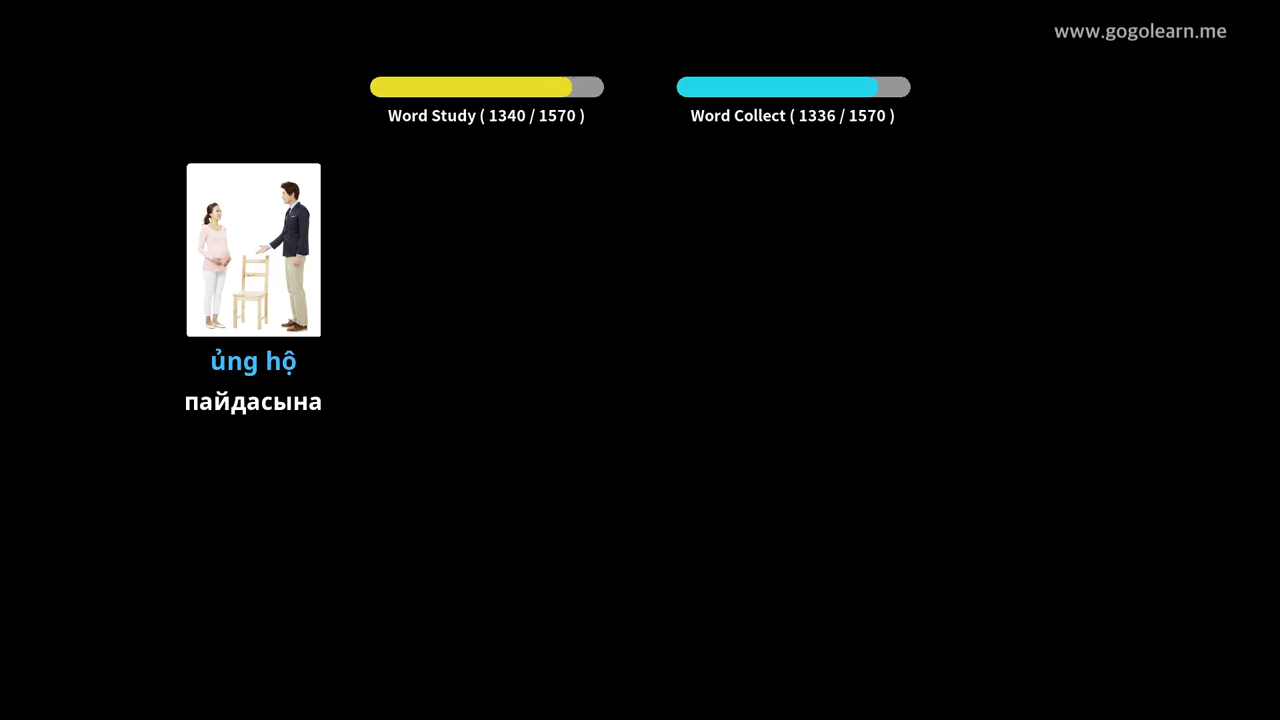 www.gogolearn.me
Word Study ( 1340 / 1570 )
Word Collect ( 1336 / 1570 )
ủng hộ
пайдасына